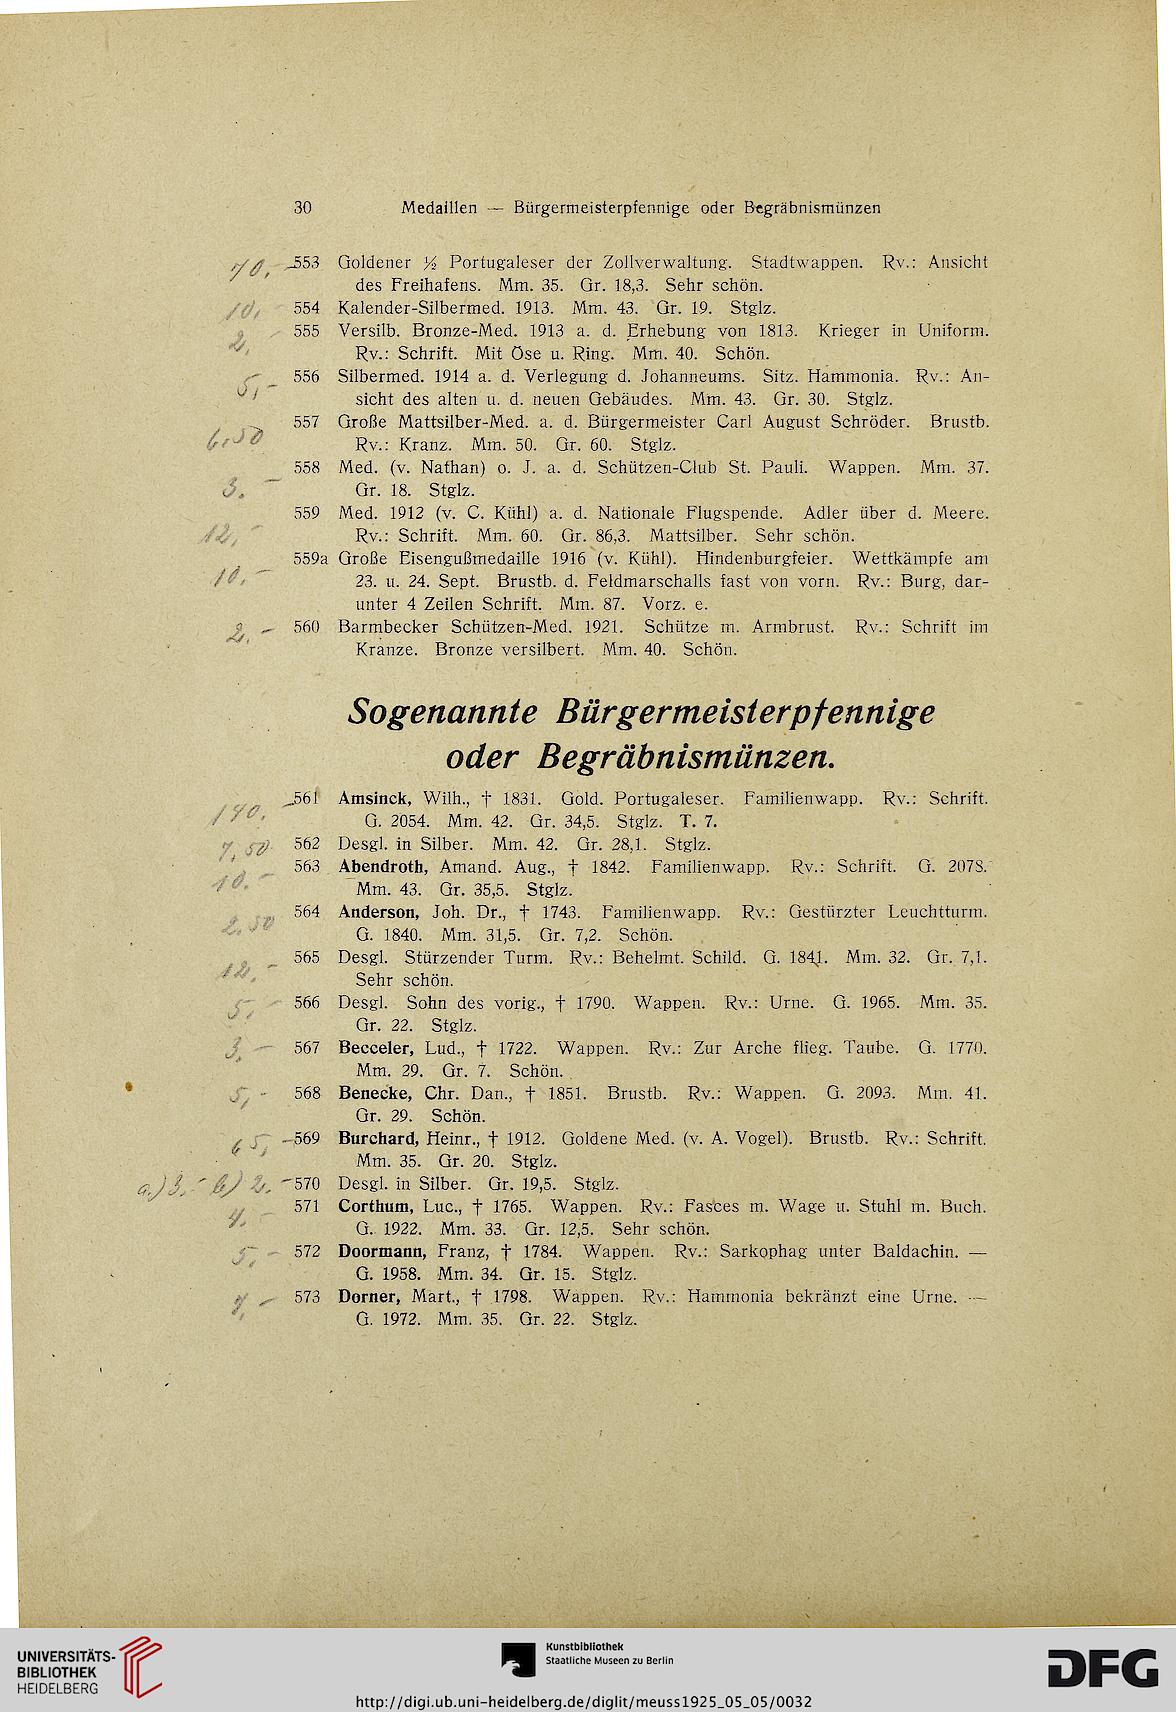 30 Medaillen — Bürgermeisterpfennige oder Begräbnismünzen
70,- 553 Goldener ½ Portugaleser der Zollverwaltung. Stadtwappen. Rv.: Ansicht
des Freihafens. Mm. 35. Gr. 18,3. Sehr schön.
10,- 554 Kalender-Silbermed. 1913. Mm. 43. Gr. 19. Stglz.
2,- 555 Versilb. Bronze-Med. 1913 a. d. Erhebung von 1813. Krieger in Uniform.
Rv.: Schrift. Mit Öse u. Ring. Mm. 40. Schön.
5,- 556 Silbermed. 1914 a. d. Verlegung d. Johanneums. Sitz. Hammonia. Rv.: An-
sicht des alten u. d. neuen Gebäudes. Mm. 43. Gr. 30. Stglz.
6,50 557 Große Mattsilber-Med. a. d. Bürgermeister Carl August Schröder. Brustb.
Rv.: Kranz. Mm. 50. Gr. 60. Stglz.
3.- 558 Med. (v. Nathan) o. J. a. d. Schützen-Club St. Pauli. Wappen. Mm. 37.
Gr. 18. Stglz.
12,- 559 Med. 1912 (v. C. Kühl) a. d. Nationale Flugspende. Adler über d. Meere.
Rv.: Schrift. Mm. 60. Gr. 86,3. Mattsilber. Sehr schön.
10,- 559a Große Eisengußmedaille 1916 (v. Kühl). Hindenburgfeier. Wettkämpfe am
23. u. 24. Sept. Brustb. d. Feldmarschalls fast von vorn. Rv.: Burg, dar-
unter 4 Zeilen Schrift. Mm. 87. Vorz. e.
2,- 560 Barmbecker Schützen-Med. 1921. Schütze m. Armbrust. Rv.: Schrift im
Kranze. Bronze versilbert. Mm. 40. Schön.
Sogenannte Bürgermeisterpfennige
oder Begräbnismünzen.
140. 561 Amsinck, Wilh., † 1831. Gold. Portugaleser. Familienwapp. Rv.: Schrift.
G. 2054. Mm. 42. Gr. 34,5. Stglz. T. 7.
7,50 562 Desgl. in Silber. Mm. 42. Gr. 28,1. Stglz.
10.- 563 Abendroth, Amand. Aug., † 1842. Familienwapp. Rv.: Schrift. G. 2078.
Mm. 43. Gr. 35,5. Stglz.
2,50 564 Anderson, Joh. Dr., † 1743. Familienwapp. Rv.: Gestürzter Leuchtturm.
G. 1840. Mm. 31,5. Gr. 7,2. Schön.
12,- 565 Desgl. Stürzender Turm. Rv.: Behelmt. Schild. G. 1841. Mm. 32. Gr. 7,1.
Sehr schön.
5,- 566 Desgl. Sohn des vorig., † 1790. Wappen. Rv.: Urne. G. 1965. Mm. 35.
Gr. 22. Stglz.
3,- 567 Becceler, Lud., † 1722. Wappen. Rv.: Zur Arche flieg. Taube. G. 1770.
Mm. 29. Gr. 7. Schön.
5,- 568 Benecke, Chr. Dan., † 1851. Brustb. Rv.: Wappen. G. 2093. Mm. 41.
Gr. 29. Schön.
65,- 569 Burchard, Heinr., † 1912. Goldene Med. (v. A. Vogel). Brustb. Rv.: Schrift.
Mm. 35. Gr. 20. Stglz.
a.) 3,- b) 2,- 570 Desgl. in Silber. Gr. 19,5. Stglz.
4,- 571 Corthum, Luc., † 1765. Wappen. Rv.: Fasces m. Wage u. Stuhl m. Buch.
G. 1922. Mm. 33. Gr. 12,5. Sehr schön.
5,- 572 Doormann, Franz, † 1784. Wappen. Rv.: Sarkophag unter Baldachin. —
G. 1958. Mm. 34. Gr. 15. Stglz.
573 Dorner, Mart., † 1798. Wappen. Rv.: Hammonia bekränzt eine Urne. —
G. 1972. Mm. 35. Gr. 22. Stglz.
UNIVERSITÄTS-
BIBLIOTHEK
HEIDELBERG
Kunstbibliothek
Staatliche Museen zu Berlin
DFG
http://digi.ub.uni-heidelberg.de/diglit/meuss1925_05_05/0032